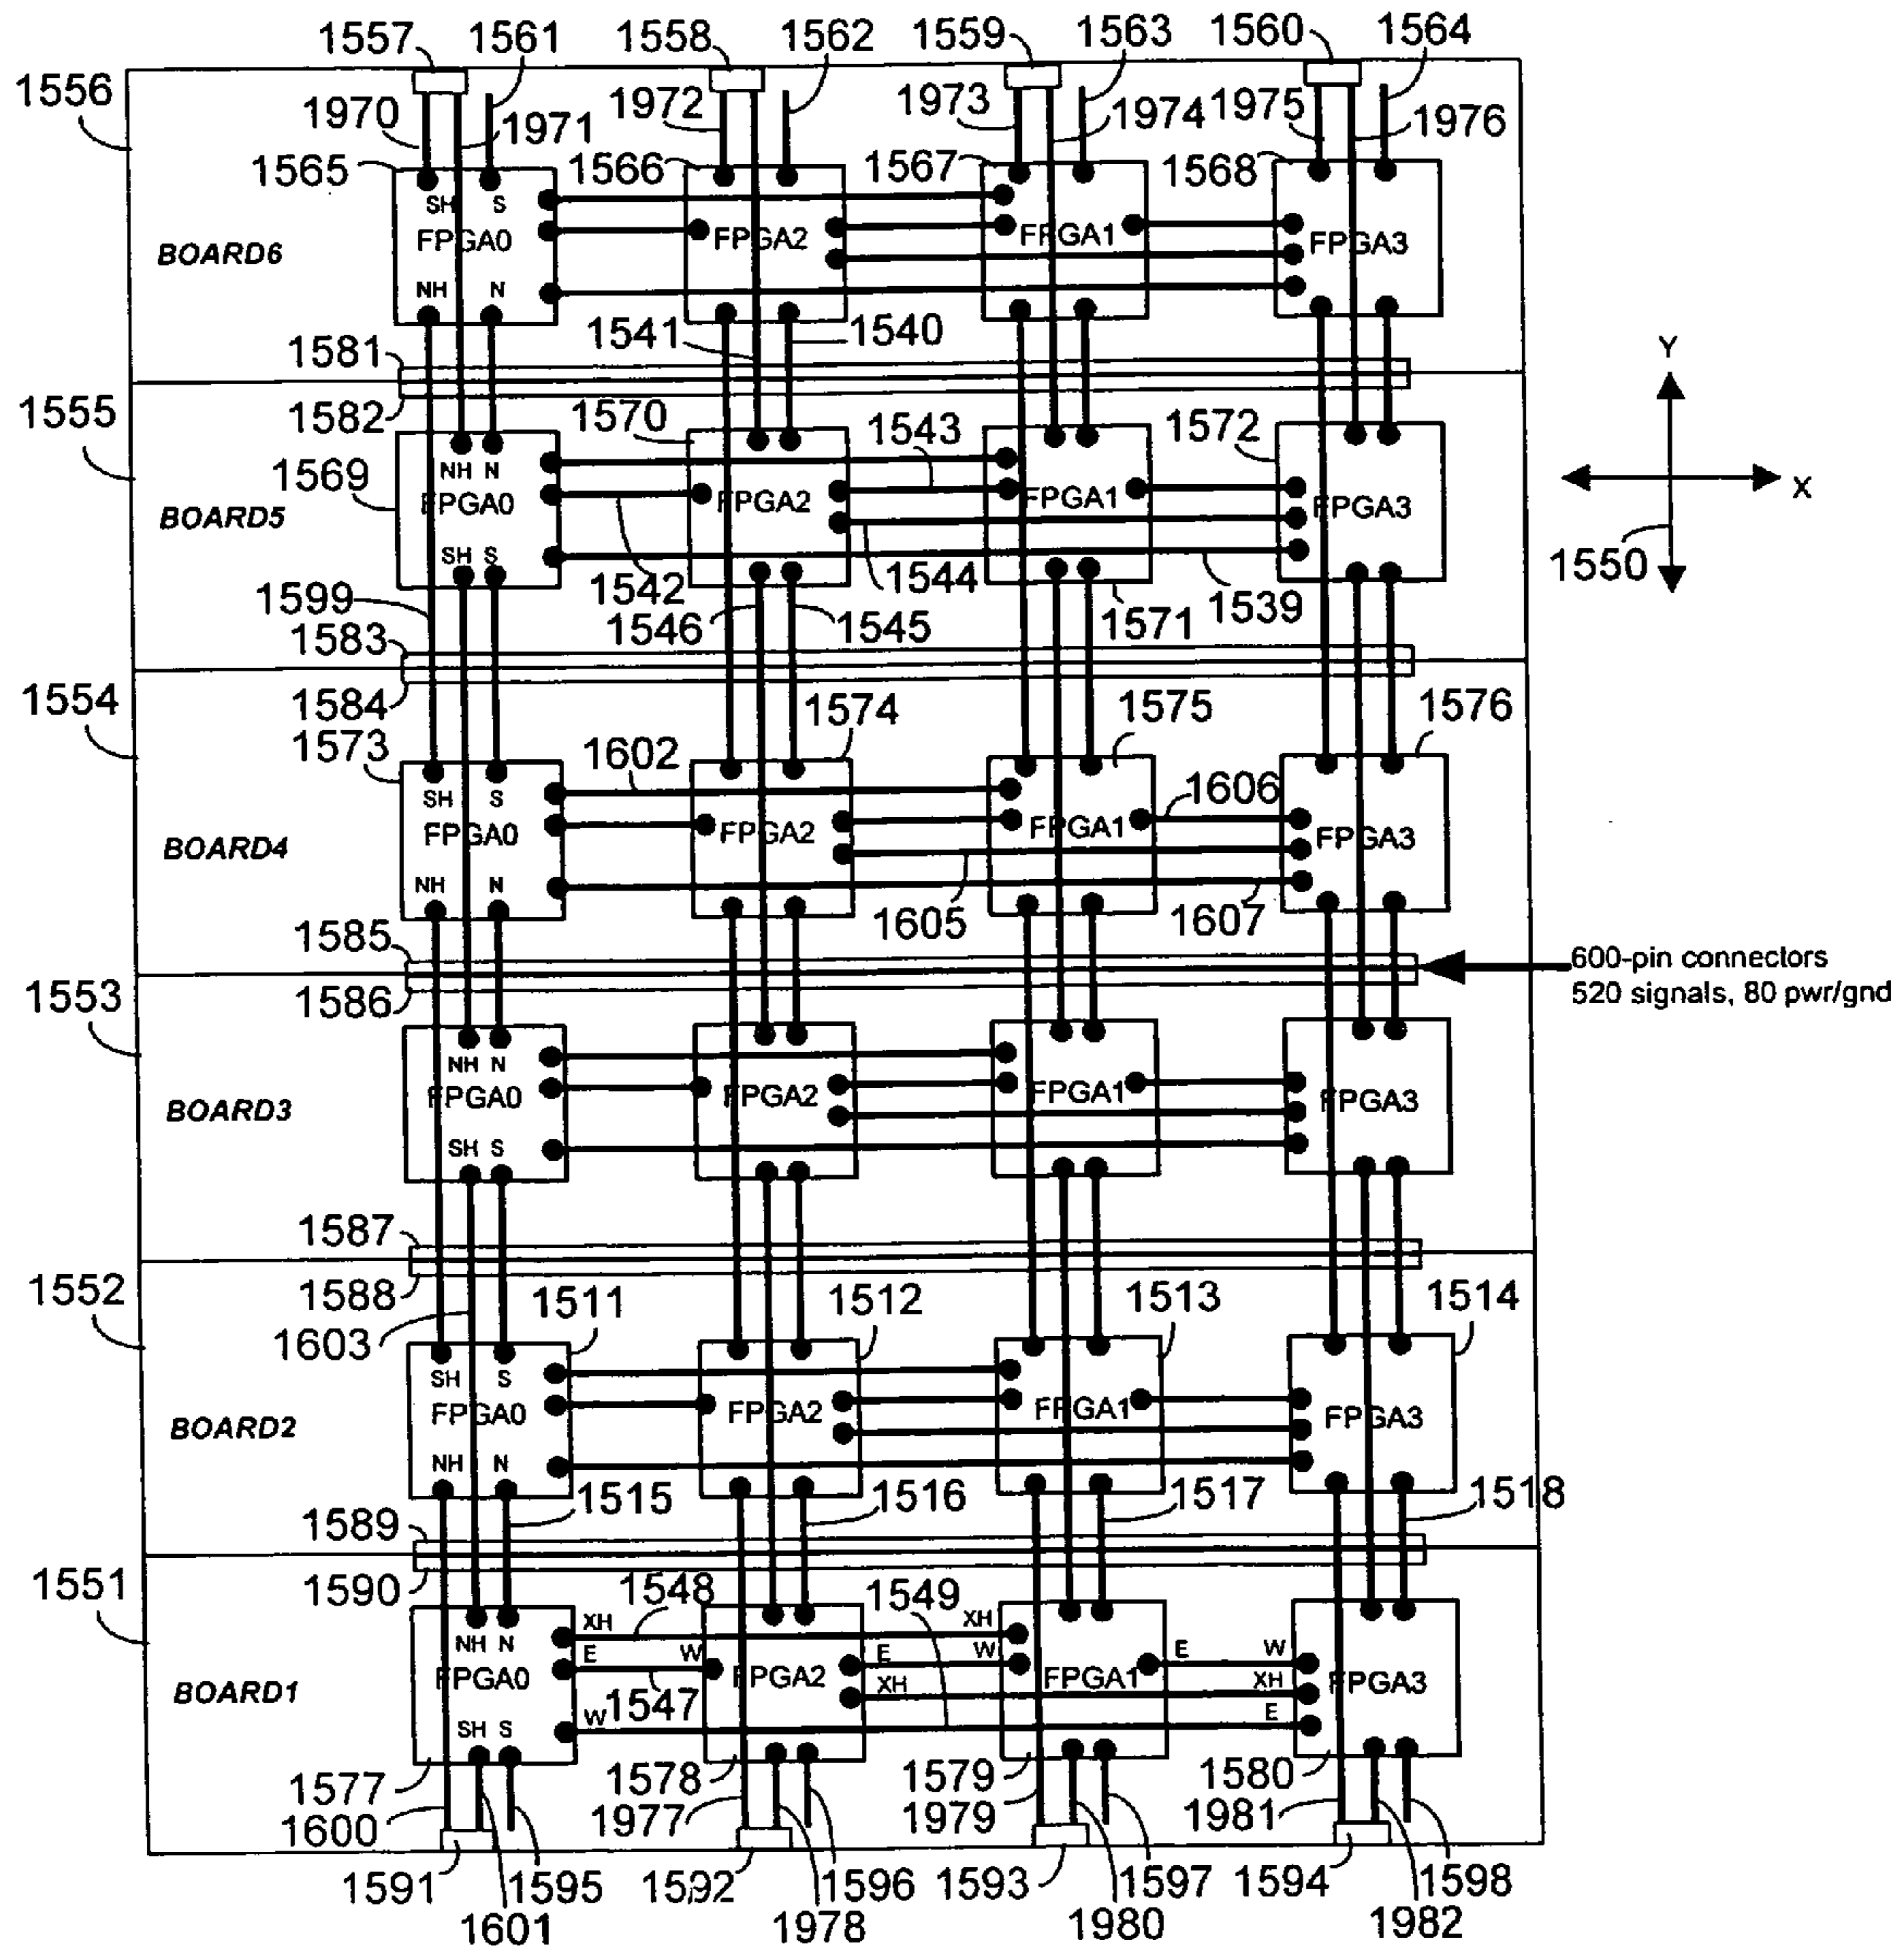 1557 1561 1558 1562 1559 1563 1560 1564
1556
1970 1971 1972 1973 1974 1975 1976
1565 1566 1567 1568
SH S
FPGA0 FPGA2 FPGA1 FPGA3
BOARD6
NH N
1541 1540
1581
1582
1555
1570 1543 1572
Y
X
1550
NH N
1569
FPGA0 FPGA2 FPGA1 FPGA3
BOARD5
SH S
1542 1544 1539
1599
1546 1545 1571
1583
1584
1554
1573 1574 1575 1576
1602
SH S
1606
FPGA0 FPGA2 FPGA1 FPGA3
BOARD4
NH N
1605 1607
1585
1586
600-pin connectors
520 signals, 80 pwr/gnd
1553
NH N
FPGA0 FPGA2 FPGA1 FPGA3
BOARD3
SH S
1587
1588
1552
1603
1511 1512 1513 1514
SH S
FPGA0 FPGA2 FPGA1 FPGA3
BOARD2
NH N
1515 1516 1517 1518
1589
1590
1551
1548 1549
XH XH
NH N E W E W E W
FPGA0 FPGA2 FPGA1 FPGA3
BOARD1
XH XH
1547
SH S W E
1577 1578 1579 1580
1600 1977 1979 1981
1591 1595 1592 1596 1593 1597 1594 1598
1601 1978 1980 1982